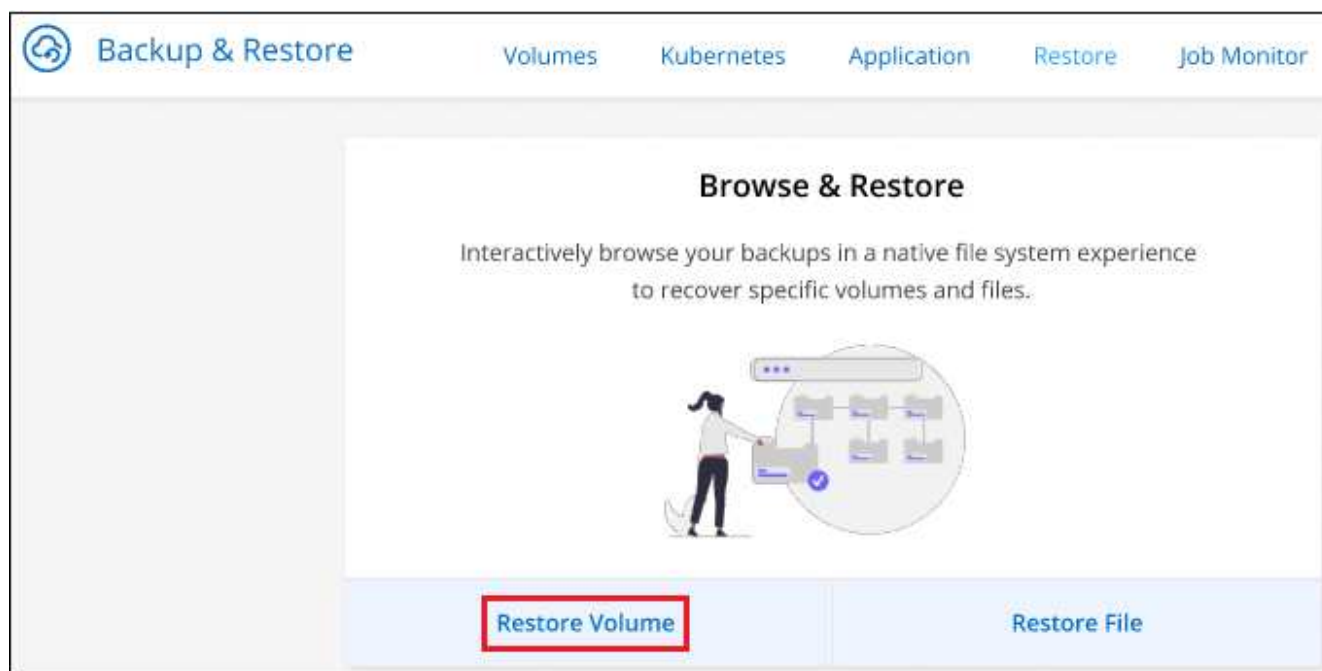 Backup & Restore
Volumes Kubernetes Application Restore Job Monitor
Browse & Restore
Interactively browse your backups in a native file system experience
to recover specific volumes and files.
Restore Volume Restore File